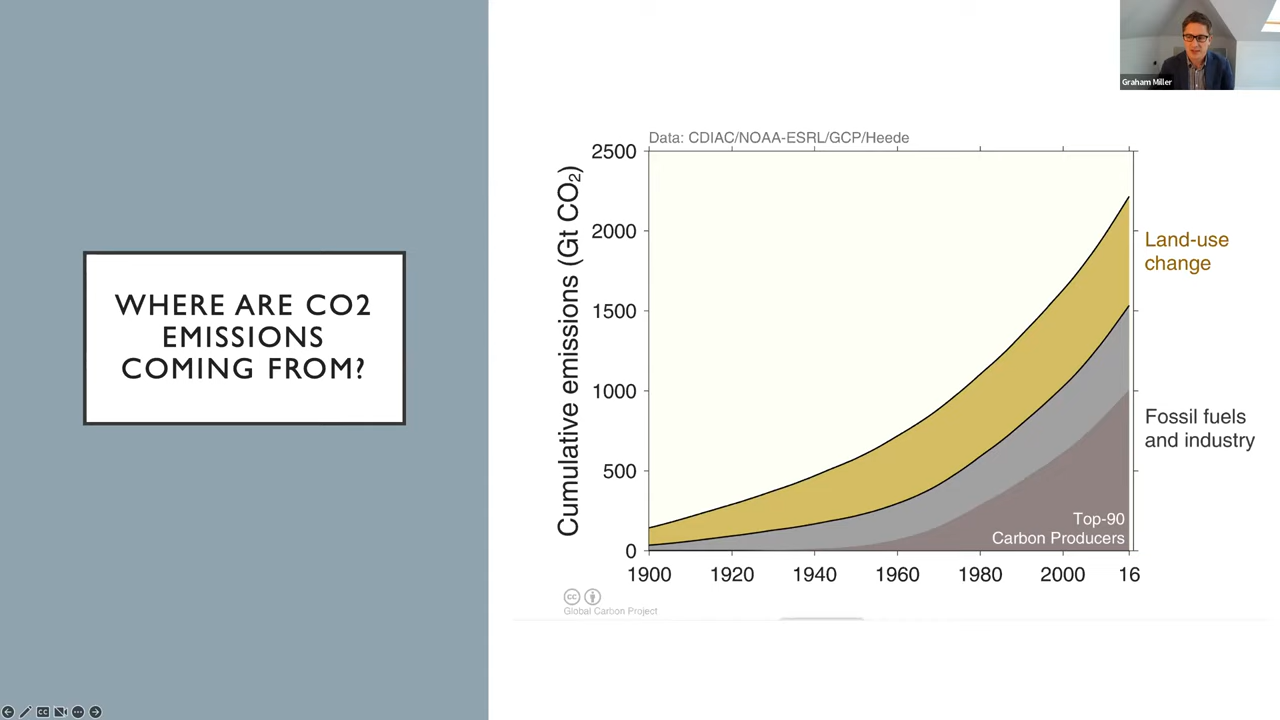 Graham Miller
WHERE ARE CO2
EMISSIONS
COMING FROM?
Data: CDIAC/NOAA-ESRL/GCP/Heede
Cumulative emissions (Gt CO₂)
2500
2000
1500
1000
500
0
1900
1920
1940
1960
1980
2000
16
Land-use
change
Fossil fuels
and industry
Top-90
Carbon Producers
cc
Global Carbon Project
CC